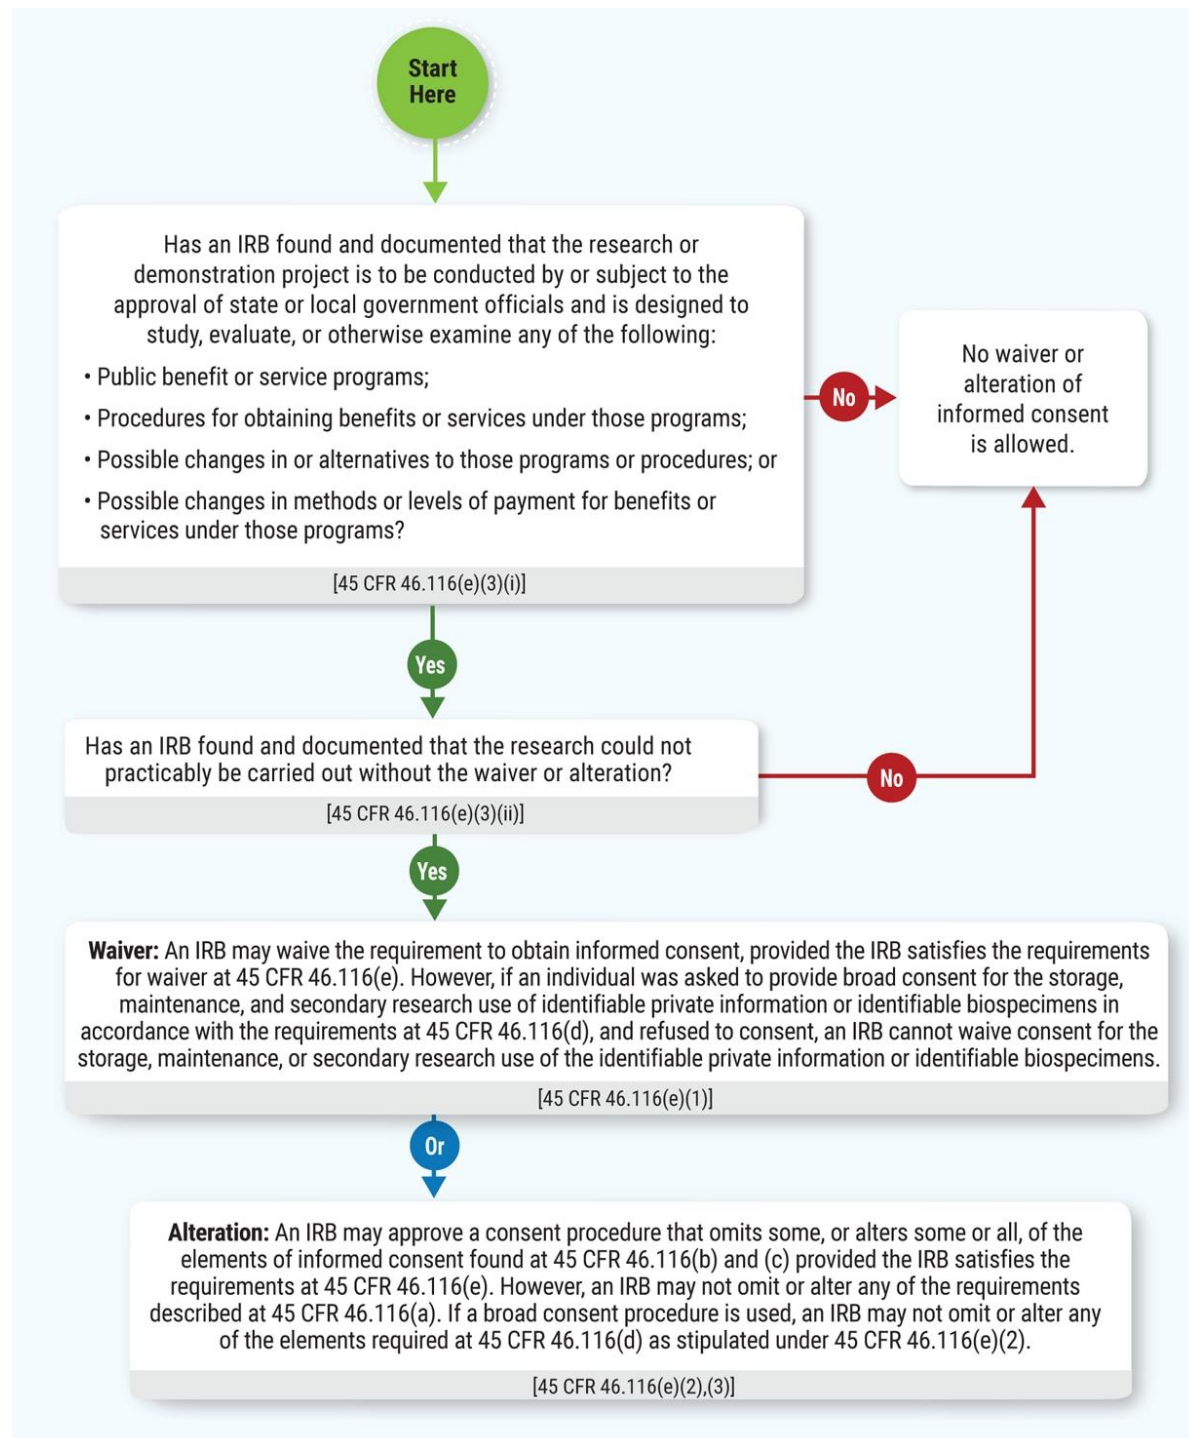 Start
Here
Has an IRB found and documented that the research or
demonstration project is to be conducted by or subject to the
approval of state or local government officials and is designed to
study, evaluate, or otherwise examine any of the following:
• Public benefit or service programs;
• Procedures for obtaining benefits or services under those programs;
• Possible changes in or alternatives to those programs or procedures; or
• Possible changes in methods or levels of payment for benefits or
services under those programs?
[45 CFR 46.116(e)(3)(i)]
No
No waiver or
alteration of
informed consent
is allowed.
Yes
Has an IRB found and documented that the research could not
practicably be carried out without the waiver or alteration?
[45 CFR 46.116(e)(3)(ii)]
No
Yes
Waiver: An IRB may waive the requirement to obtain informed consent, provided the IRB satisfies the requirements
for waiver at 45 CFR 46.116(e). However, if an individual was asked to provide broad consent for the storage,
maintenance, and secondary research use of identifiable private information or identifiable biospecimens in
accordance with the requirements at 45 CFR 46.116(d), and refused to consent, an IRB cannot waive consent for the
storage, maintenance, or secondary research use of the identifiable private information or identifiable biospecimens.
[45 CFR 46.116(e)(1)]
Or
Alteration: An IRB may approve a consent procedure that omits some, or alters some or all, of the
elements of informed consent found at 45 CFR 46.116(b) and (c) provided the IRB satisfies the
requirements at 45 CFR 46.116(e). However, an IRB may not omit or alter any of the requirements
described at 45 CFR 46.116(a). If a broad consent procedure is used, an IRB may not omit or alter any
of the elements required at 45 CFR 46.116(d) as stipulated under 45 CFR 46.116(e)(2).
[45 CFR 46.116(e)(2),(3)]